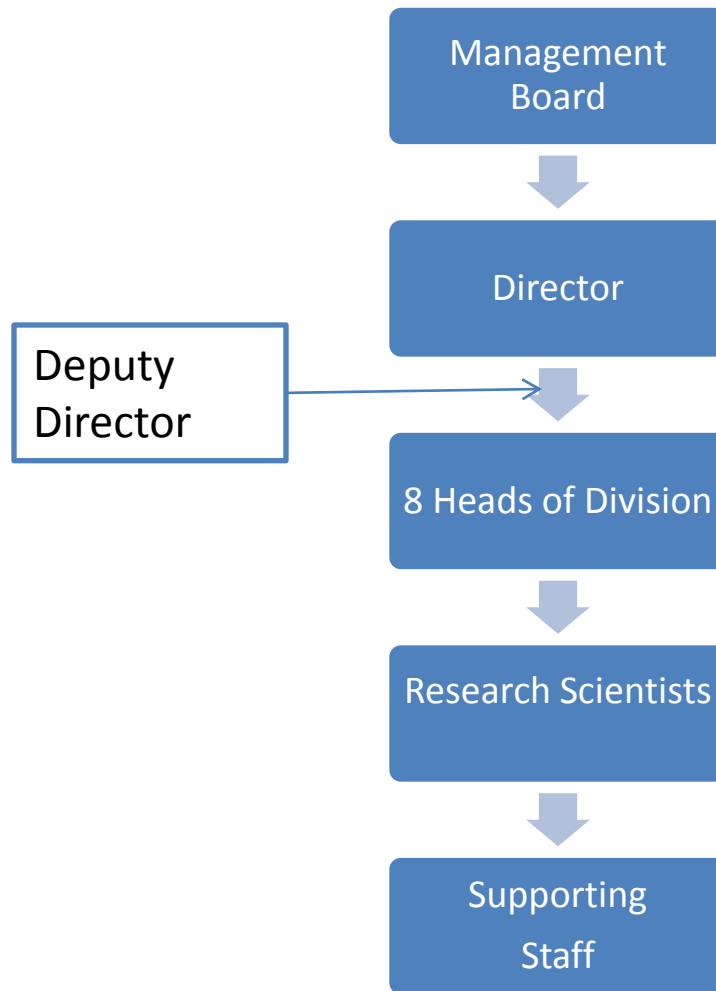 Management
Board
Director
Deputy
Director
8 Heads of Division
Research Scientists
Supporting
Staff